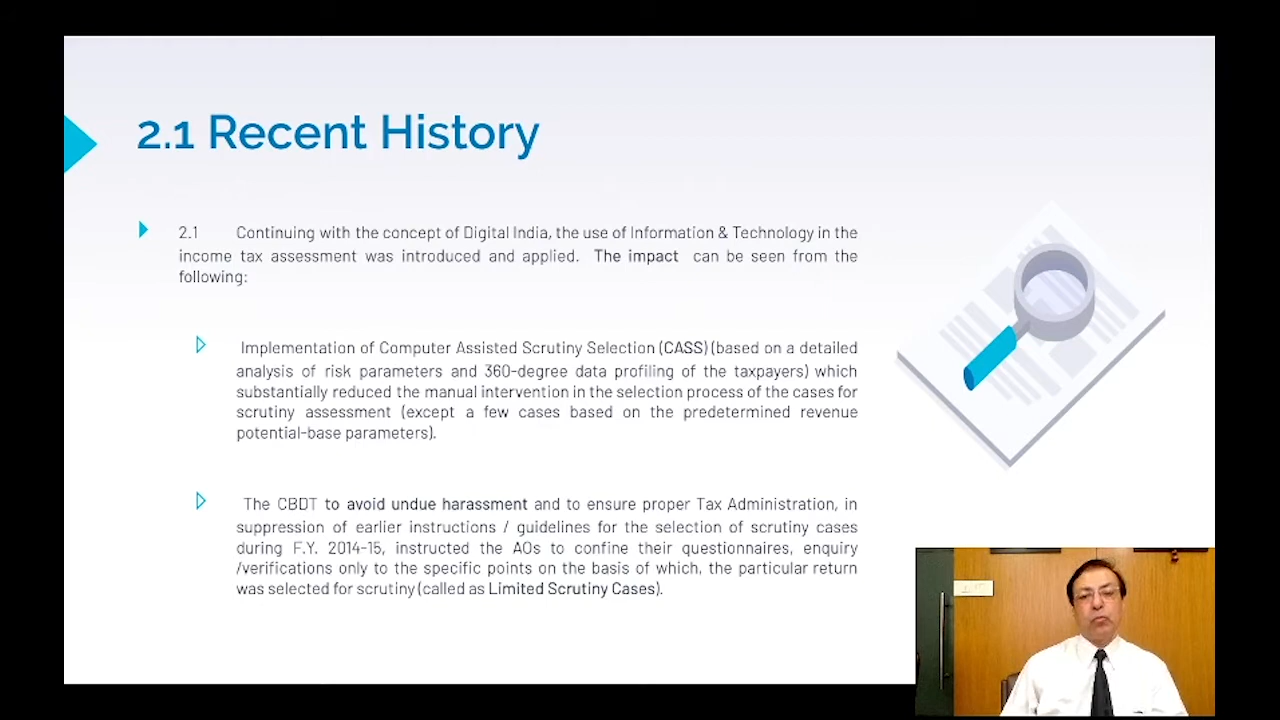 2.1 Recent History
2.1 Continuing with the concept of Digital India, the use of Information & Technology in the
income tax assessment was introduced and applied. The impact can be seen from the
following:
Implementation of Computer Assisted Scrutiny Selection (CASS) (based on a detailed
analysis of risk parameters and 360-degree data profiling of the taxpayers) which
substantially reduced the manual intervention in the selection process of the cases for
scrutiny assessment (except a few cases based on the predetermined revenue
potential-base parameters).
The CBDT to avoid undue harassment and to ensure proper Tax Administration, in
suppression of earlier instructions / guidelines for the selection of scrutiny cases
during F.Y. 2014-15, instructed the AOs to confine their questionnaires, enquiry
/verifications only to the specific points on the basis of which, the particular return
was selected for scrutiny (called as Limited Scrutiny Cases).